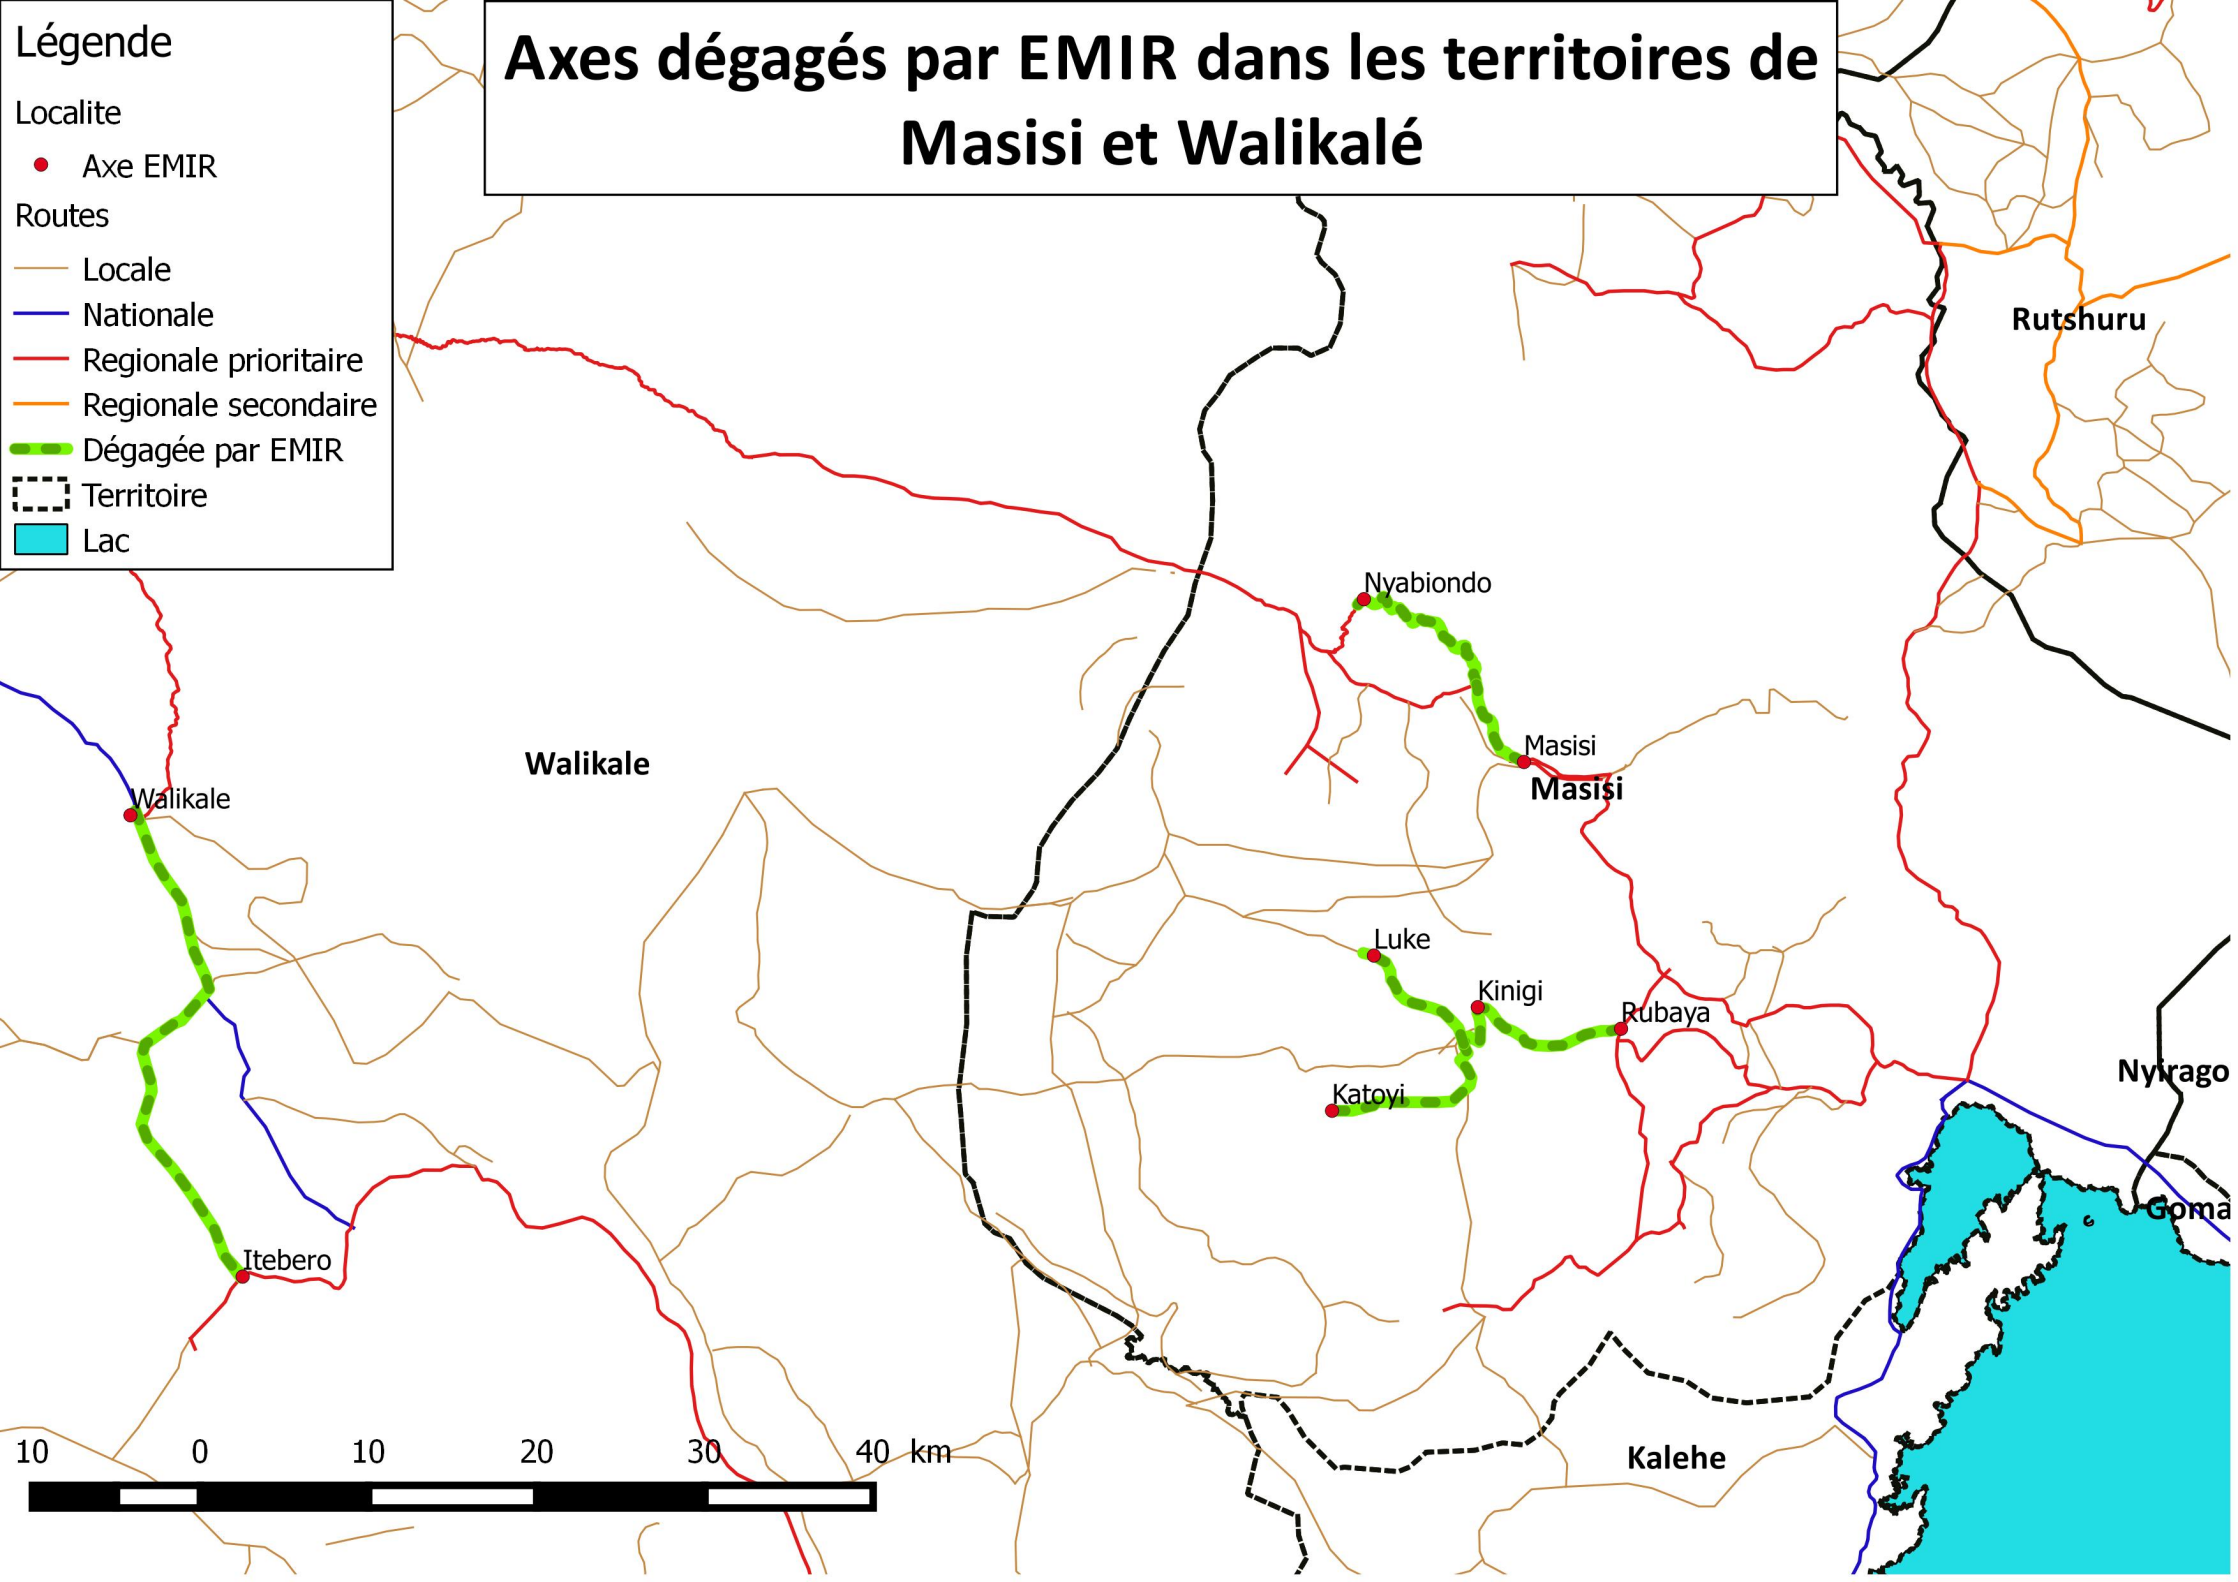 Légende
Localite
Axe EMIR
Routes
Locale
Nationale
Regionale prioritaire
Regionale secondaire
Dégagée par EMIR
Territoire
Lac
Axes dégagés par EMIR dans les territoires de
Masisi et Walikalé
Rutshuru
Nyabiondo
Masisi
Masisi
Walikale
Walikale
Luke
Kinigi
Rubaya
Katoyi
Nyirago
Goma
Itebero
Kalehe
10 0 10 20 30 40 km